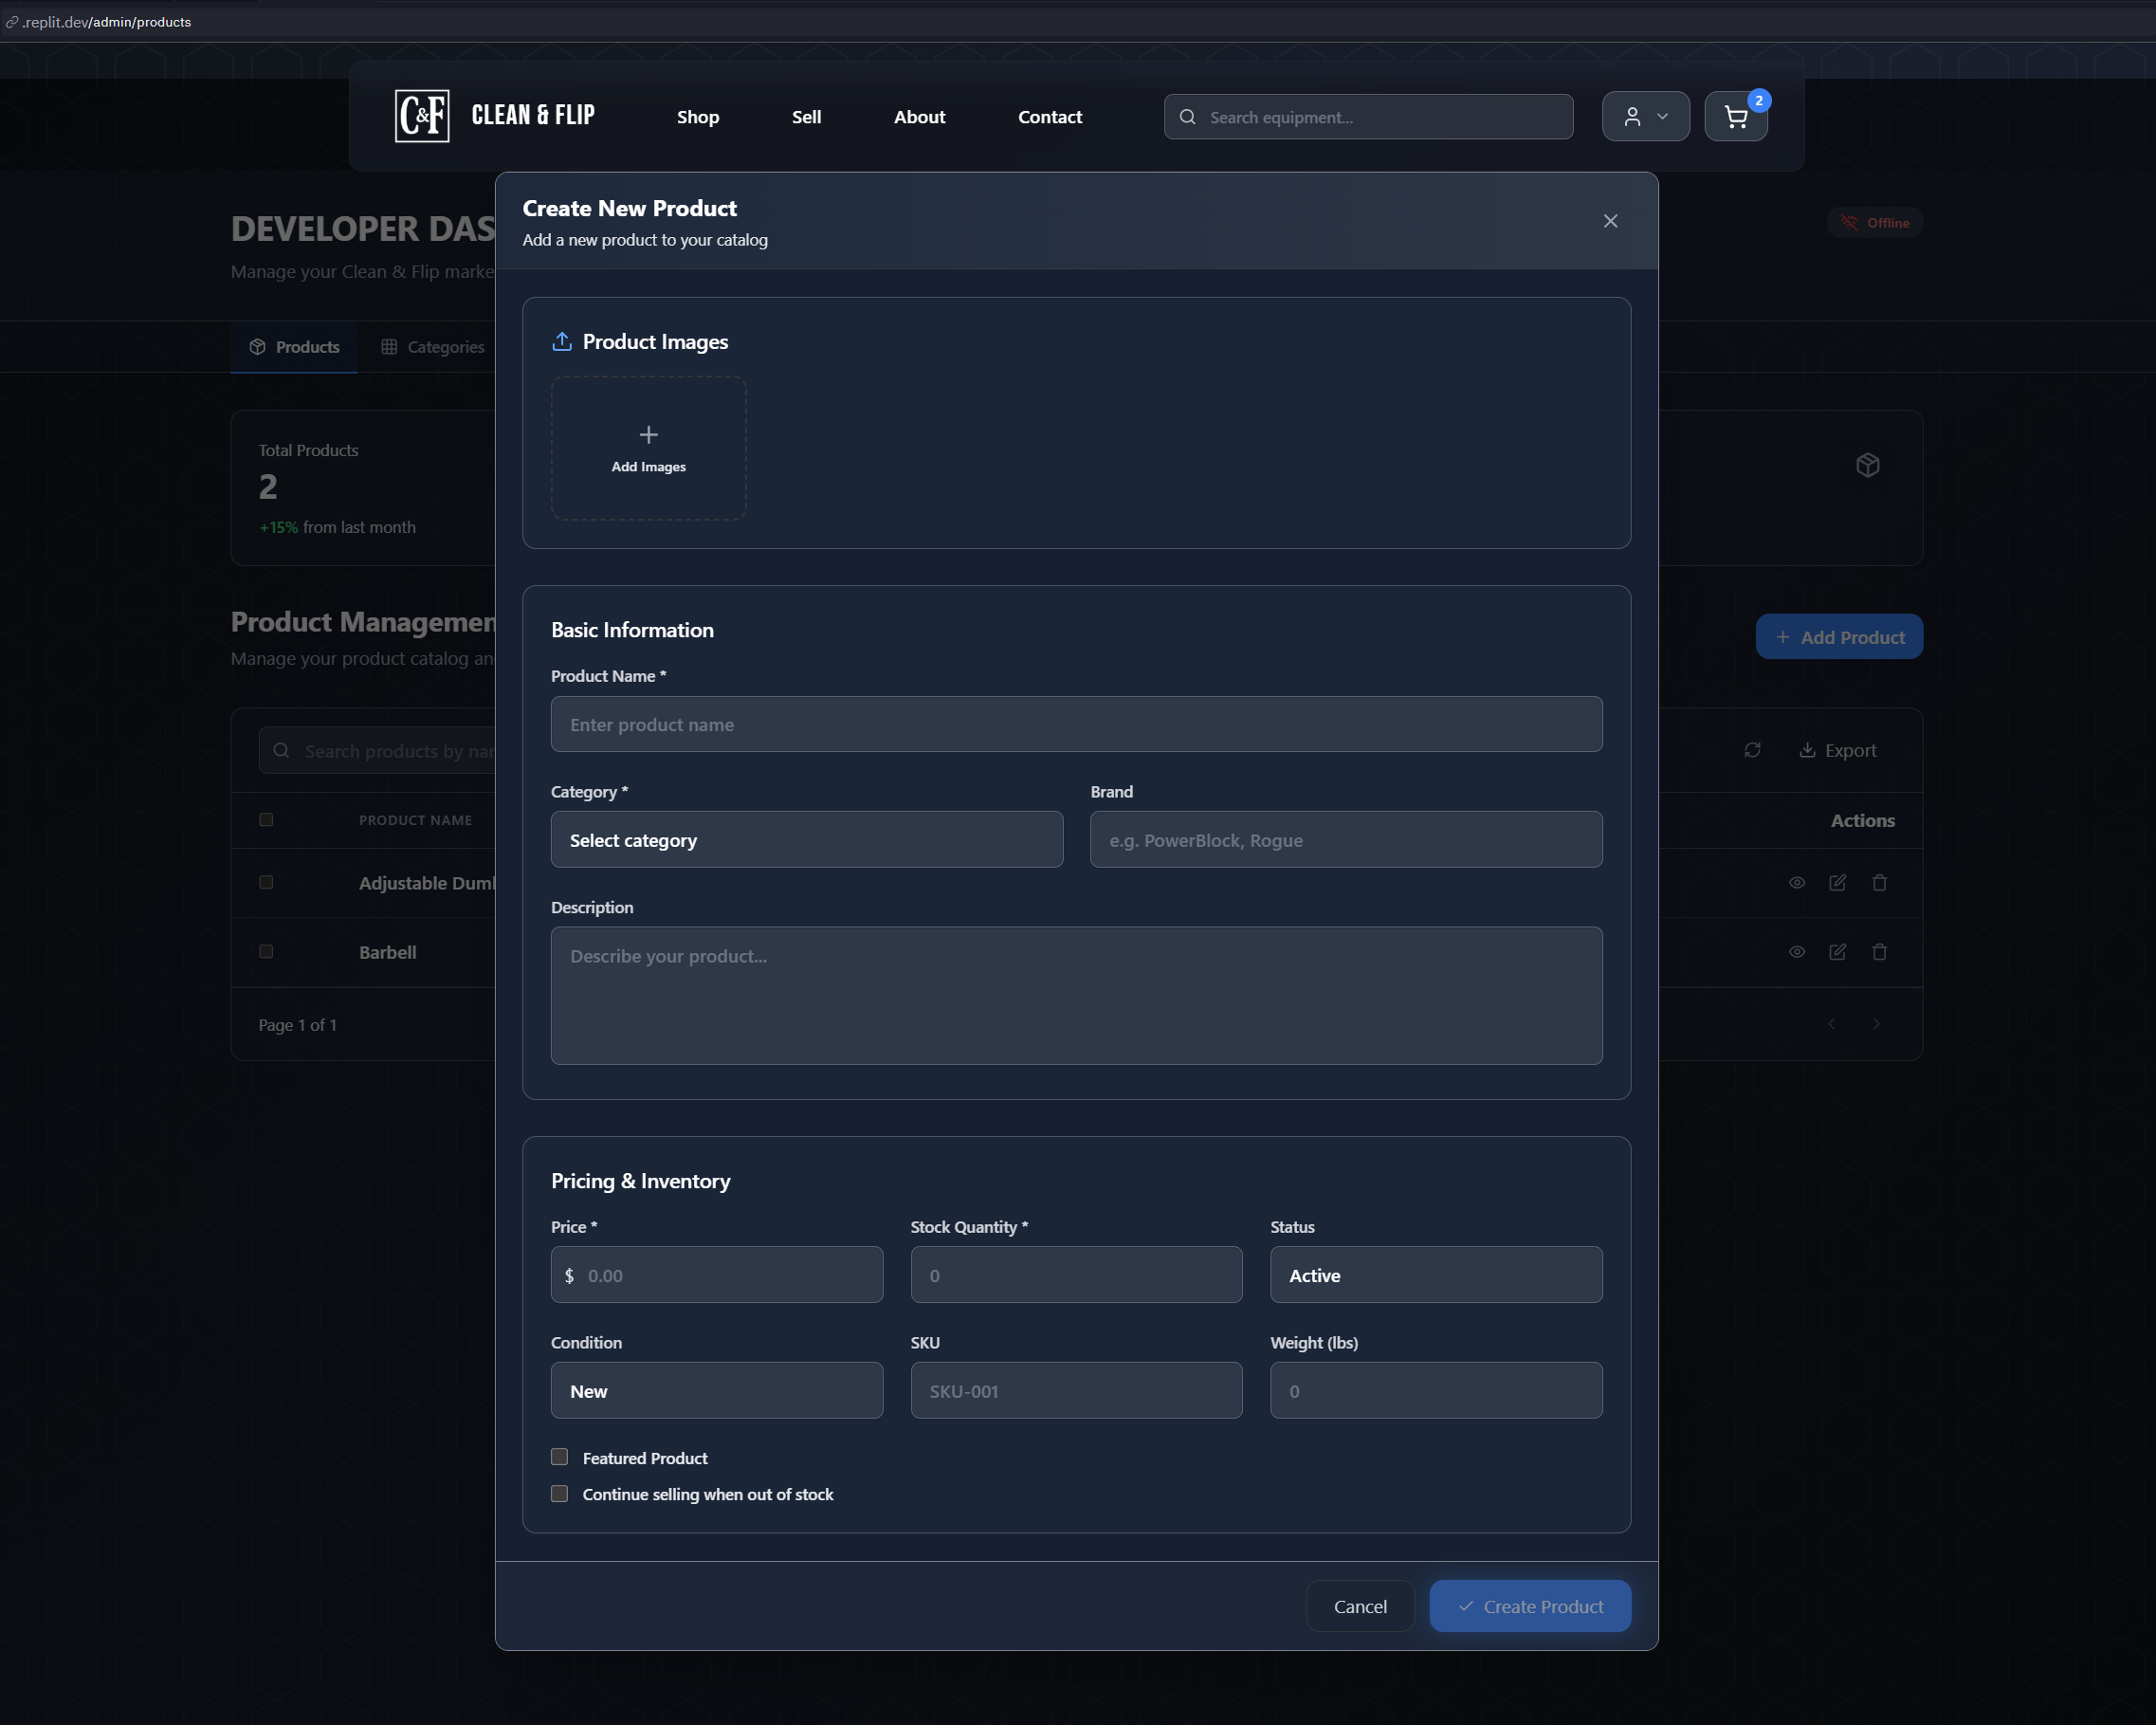 .replit.dev/admin/products
C&F
CLEAN & FLIP
Shop
Sell
About
Contact
Search equipment...
2
DEVELOPER DAS
Manage your Clean & Flip marke
Offline
Products
Categories
Total Products
2
+15% from last month
Product Managemen
Manage your product catalog an
Add Product
Search products by nar
Export
PRODUCT NAME
Actions
Adjustable Dumb
Barbell
Page 1 of 1
Create New Product
Add a new product to your catalog
Product Images
Add Images
Basic Information
Product Name *
Enter product name
Category *
Brand
Select category
e.g. PowerBlock, Rogue
Description
Describe your product...
Pricing & Inventory
Price *
Stock Quantity *
Status
$ 0.00
0
Active
Condition
SKU
Weight (lbs)
New
SKU-001
0
Featured Product
Continue selling when out of stock
Cancel
Create Product